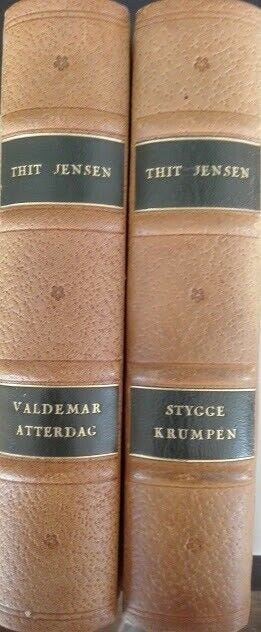 THIT JENSEN
VALDEMAR
ATTERDAG
THIT JENSEN
STYGGE
KRUMPEN